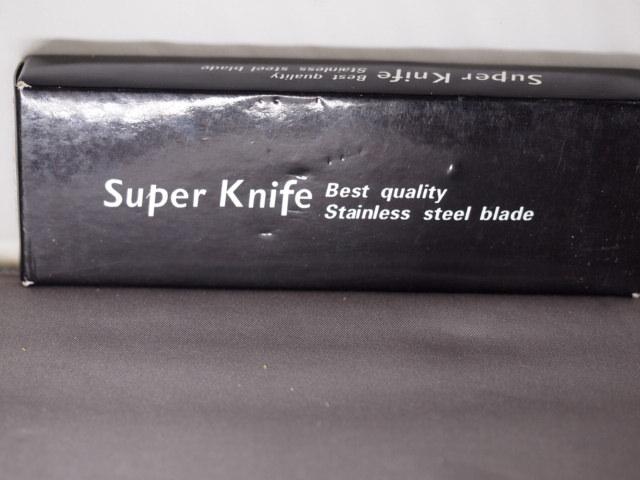 Super Knife Best quality
Stainless steel blade
Super Knife Best quality
Stainless steel blade